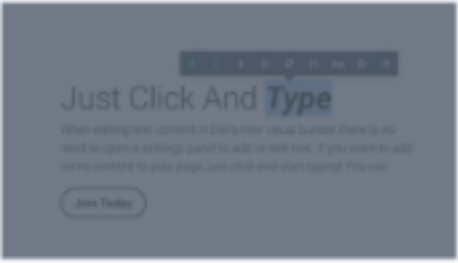 Just Click And Type
When editing text content in Divi's new visual builder, there is no
need to open a settings panel to add or edit text. If you want to add
some content to your page, just click and start typing! You can
Join Today